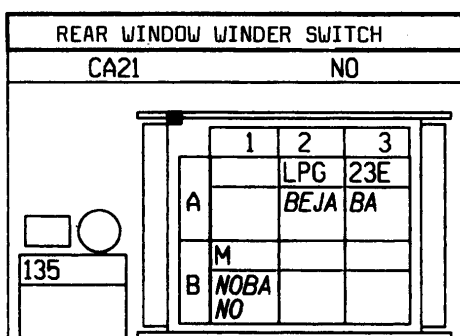 REAR WINDOW WINDER SWITCH
CA21 NO
1 2 3
LPG 23E
A BEJA BA
M
135
B NOBA
NO